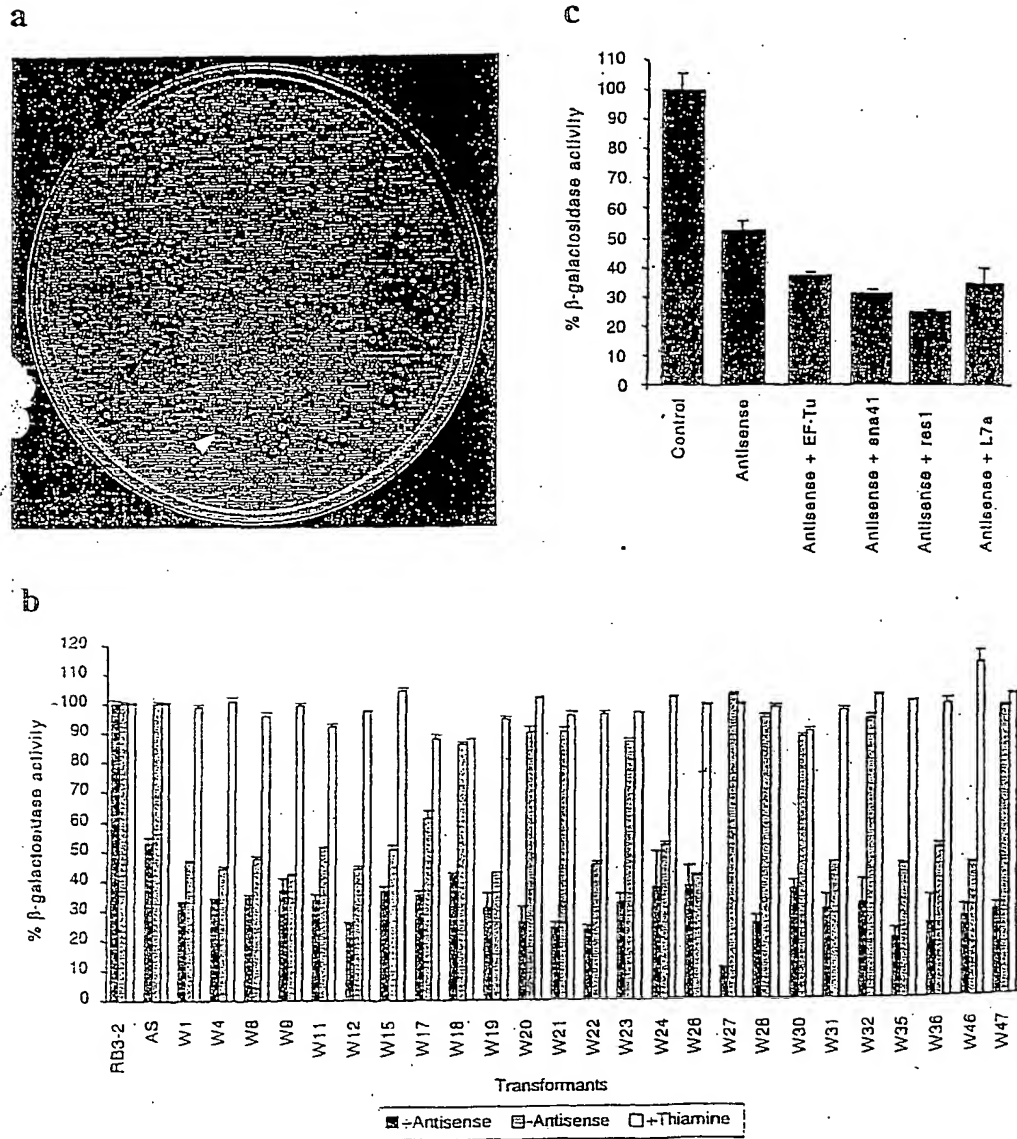 a
c
% β-galactosidase activity
110
100
90
80
70
60
50
40
30
20
10
0
Control
Antisense
Antisense + EF-Tu
Antisense + sna41
Antisense + res1
Antisense + L7a
b
% β-galactosidase activity
120
110
100
90
80
70
60
50
40
30
20
10
0
RB3-2
AS
W1
W4
W8
W8
W11
W12
W15
W17
W18
W19
W20
W21
W22
W23
W24
W26
W27
W28
W30
W31
W32
W35
W36
W46
W47
Transformants
+Antisense -Antisense +Thiamine